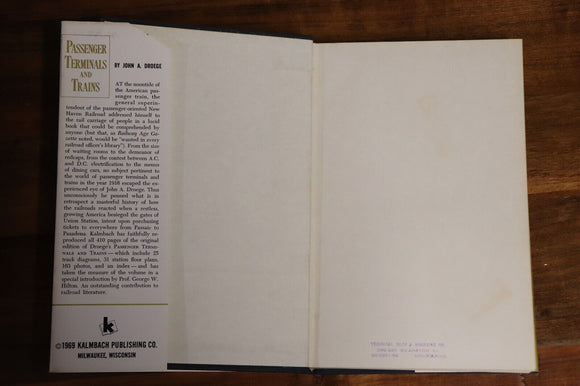 PASSENGER
TERMINALS
AND
TRAINS
BY JOHN A. DROEGE
AT the noontide of
the American pas-
senger train, the
general superin-
tendent of the passenger oriented New
Haven Railroad addressed himself to
the rail carriage of people in a lucid
book that could be comprehended by
anyone (but that, as Railway Age Ga-
zette noted, would be "wanted in every
railroad officer's library"). From the size
of waiting rooms to the demeanor of
redcaps, from the contest between A.C.
and D.C. electrification to the menus
of dining cars, no subject pertinent to
the world of passenger terminals and
trains in the year 1916 escaped the ex-
perienced eye of John A. Droege. Thus
unconsciously he penned what is in
retrospect a masterful history of how
the railroads reacted when a restless,
growing America besieged the gates of
Union Station, intent upon purchasing
tickets to everywhere from Passaic to
Pasadena. Kalmbach has faithfully re-
produced all 410 pages of the original
edition of Droege's PASSENGER TERMI-
NALS AND TRAINS — which include 25
track diagrams, 31 station floor plans,
163 photos, and an index — and has
taken the measure of the volume in a
special introduction by Prof. George W.
Hilton. An outstanding contribution to
railroad literature.
k
©1969 KALMBACH PUBLISHING CO.
MILWAUKEE, WISCONSIN